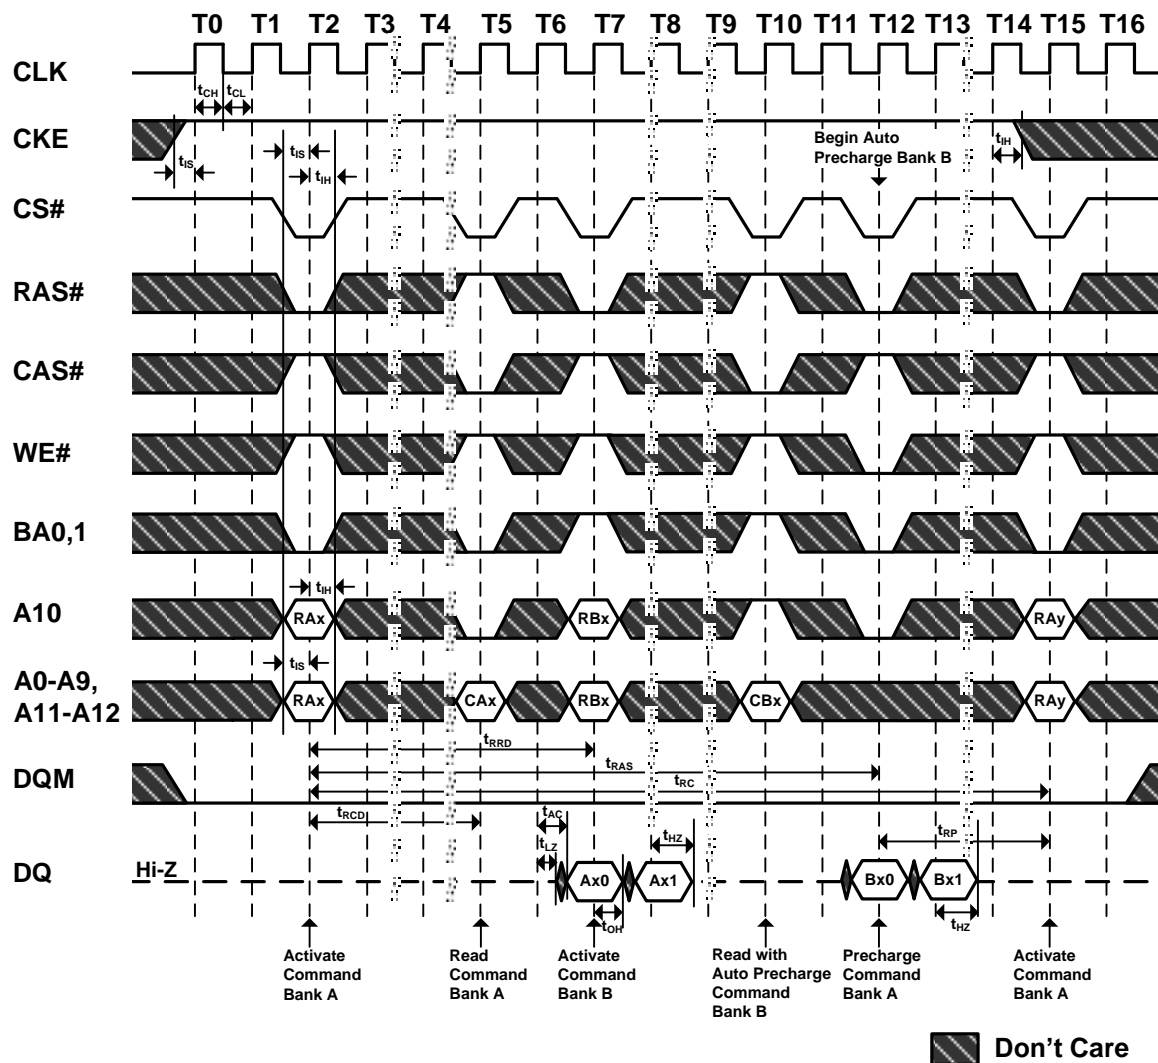 T0 T1 T2 T3 T4 T5 T6 T7 T8 T9 T10 T11 T12 T13 T14 T15 T16
CLK
tCH tCL
CKE
tIS
tIS
tIH
Begin Auto
Precharge Bank B
tIH
CS#
RAS#
CAS#
WE#
BA0,1
tIH
A10
RAx RBx RAy
tIS
A0-A9,
A11-A12
RAx CAx RBx CBx RAy
tRRD
tRAS
DQM
tRC
tRCD
tAC
tHZ
tRP
tLZ
DQ
Hi-Z
Ax0 Ax1 Bx0 Bx1
tOH
tHZ
Activate
Command
Bank A
Read
Command
Bank A
Activate
Command
Bank B
Read with
Auto Precharge
Command
Bank B
Precharge
Command
Bank A
Activate
Command
Bank A
Don't Care